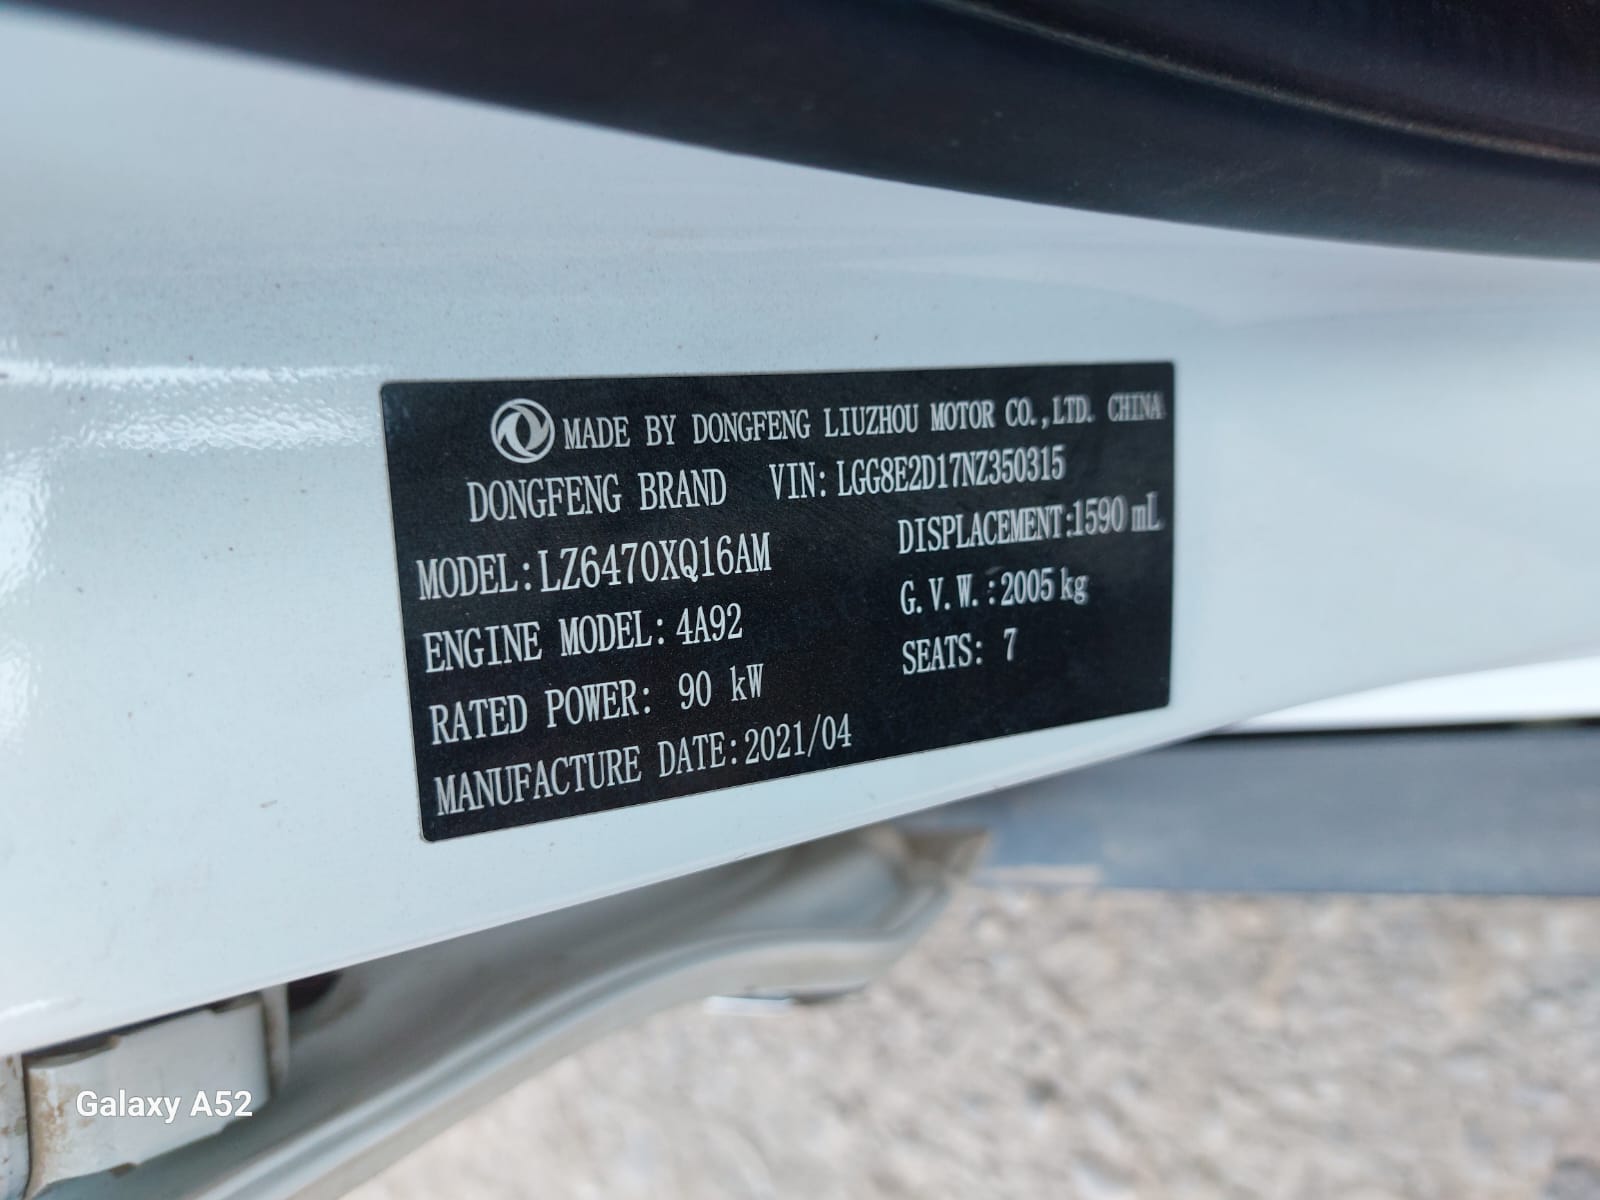 MADE BY DONGFENG LIUZHOU MOTOR CO.,LTD. CHINA
DONGFENG BRAND VIN: LGG8E2D17NZ350315
MODEL:LZ6470XQ16AM DISPLACEMENT:1590 mL
ENGINE MODEL: 4A92 G.V.W.:2005 kg
RATED POWER: 90 kW SEATS: 7
MANUFACTURE DATE:2021/04
Galaxy A52